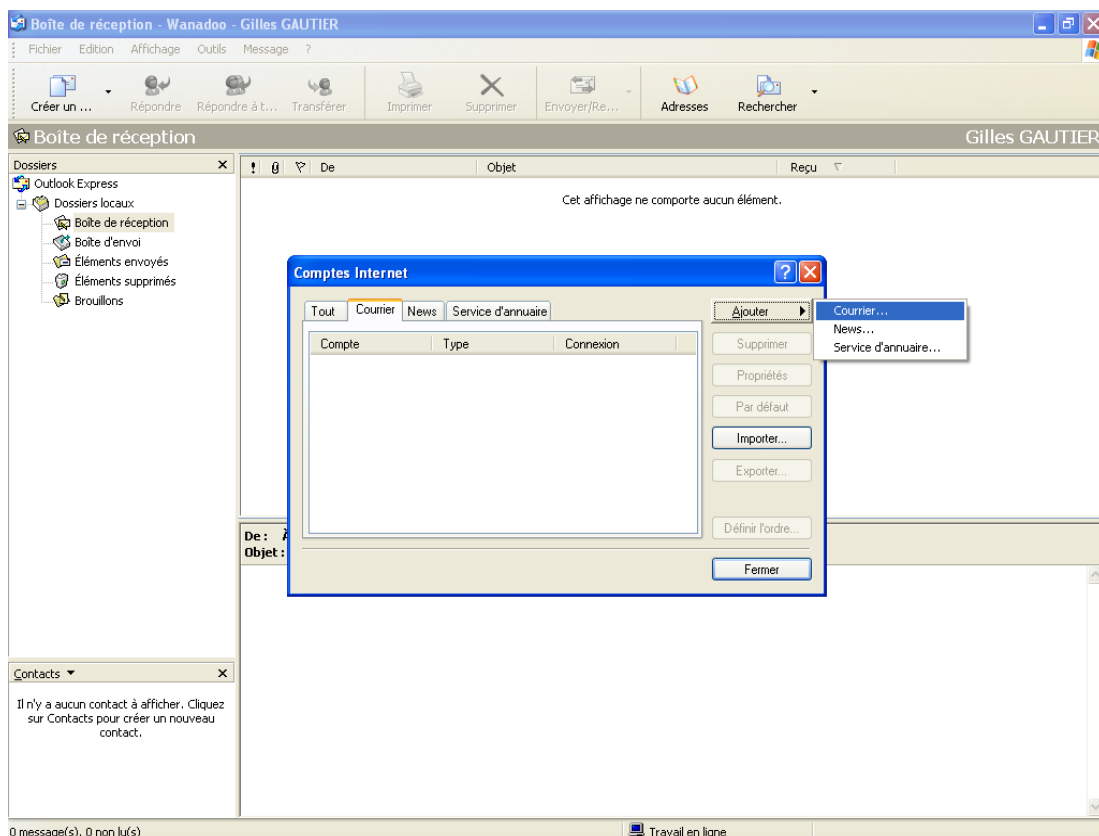 Boîte de réception - Wanadoo - Gilles GAUTIER
Fichier Edition Affichage Outils Message ?
Créer un ... Répondre Répondre à t... Transférer Imprimer Supprimer Envoyer/Re... Adresses Rechercher
Boîte de réception Gilles GAUTIER
Dossiers
Outlook Express
Dossiers locaux
Boîte de réception
Boîte d'envoi
Éléments envoyés
Éléments supprimés
Brouillons
! De Objet Reçu
Cet affichage ne comporte aucun élément.
Comptes Internet
Tout Courrier News Service d'annuaire
Compte Type Connexion
Ajouter
Supprimer
Propriétés
Par défaut
Importer...
Exporter...
Définir l'ordre...
Fermer
Courrier...
News...
Service d'annuaire...
De : À
Objet :
Contacts
Il n'y a aucun contact à afficher. Cliquez
sur Contacts pour créer un nouveau
contact.
0 message(s), 0 non lu(s) Travail en ligne